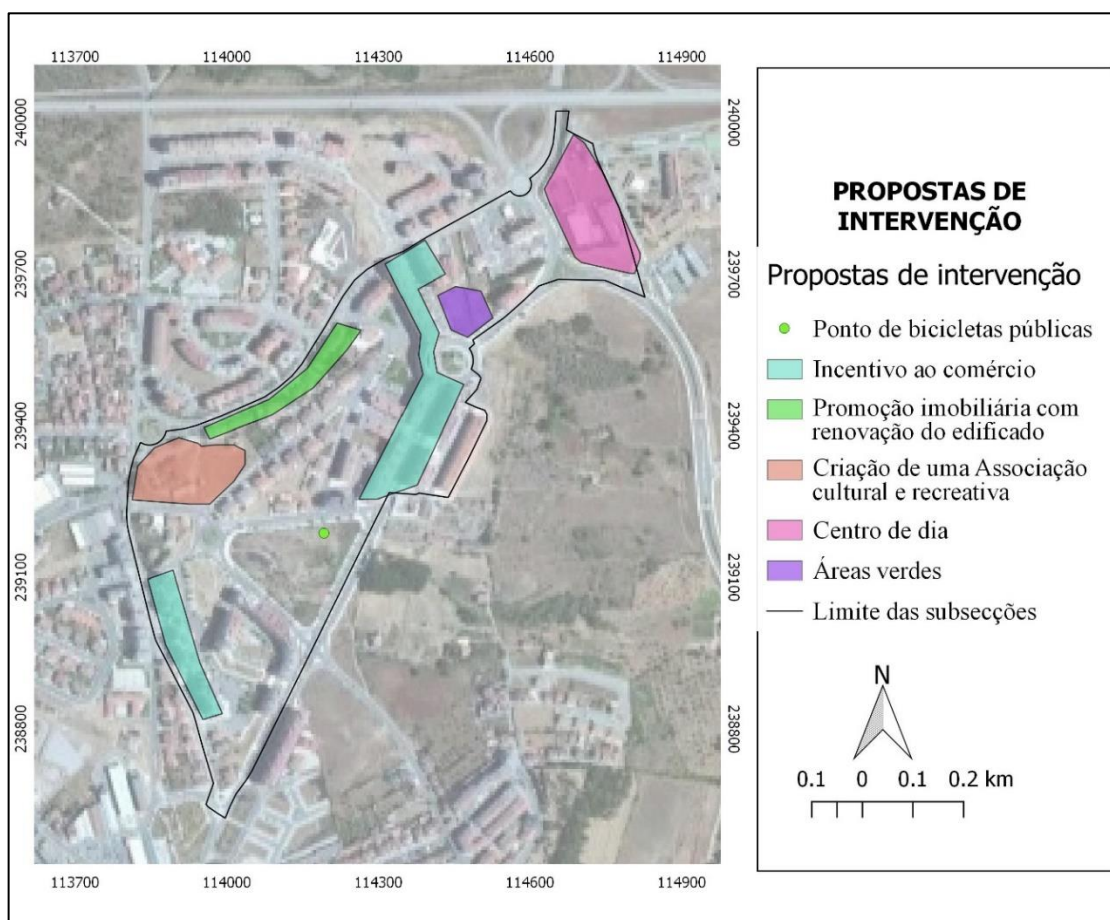 113700 114000 114300 114600 114900
240000
239700
239400
239100
238800
240000
239700
239400
239100
238800
113700 114000 114300 114600 114900
PROPOSTAS DE
INTERVENÇÃO
Propostas de intervenção
Ponto de bicicletas públicas
Incentivo ao comércio
Promoção imobiliária com
renovação do edificado
Criação de uma Associação
cultural e recreativa
Centro de dia
Áreas verdes
Limite das subsecções
N
0.1 0 0.1 0.2 km